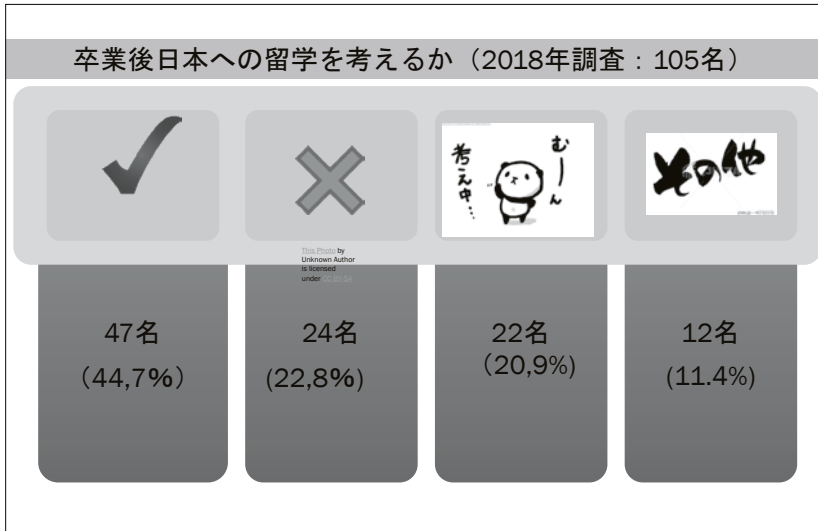 卒業後日本への留学を考えるか（2018年調査：105名）
むーん
考え中…
その他
This Photo by
Unknown Author
is licensed
under CC BY-SA
47名
(44,7%）
24名
(22,8%)
22名
（20,9%)
12名
(11.4%)